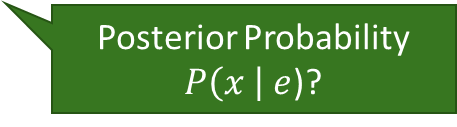 Posterior Probability
P(x | e)?